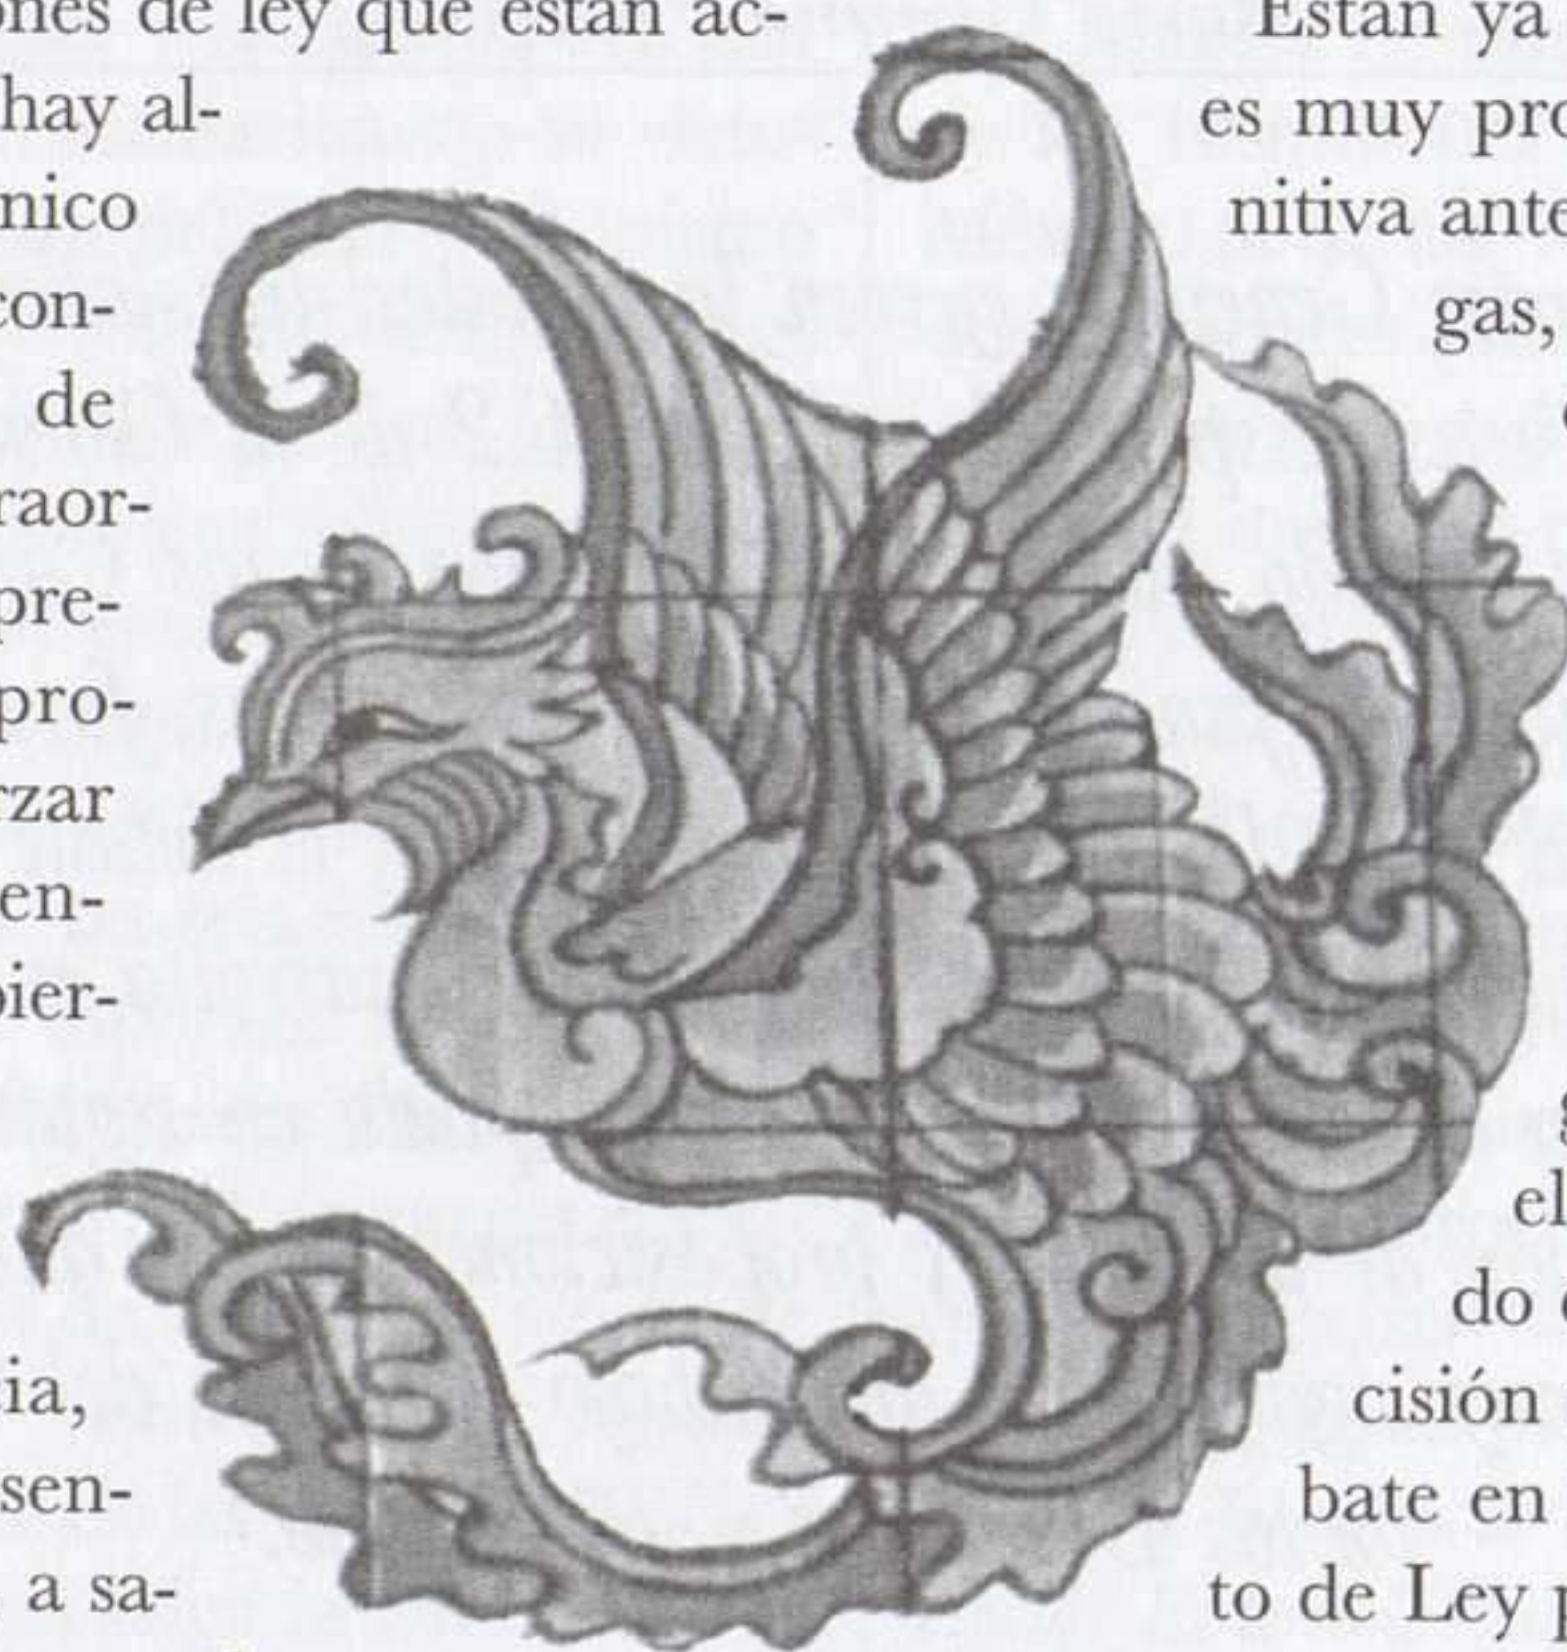 ones de ley que están ac-
hay al-
nico
con-
de
raor-
pre-
pro-
rzar
en-
bier-
ia,
sen-
a sa-
Están ya
es muy pro
nitiva ante
gas,
el
do
cisión
bate en
to de Ley